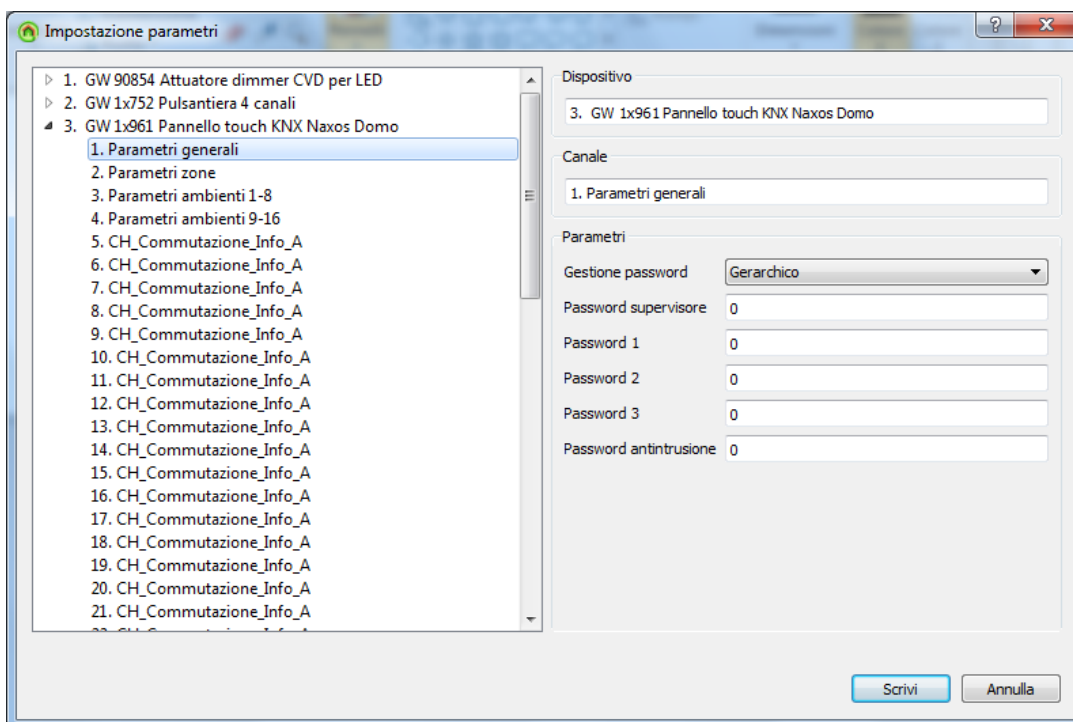 Impostazione parametri
1. GW 90854 Attuatore dimmer CVD per LED
2. GW 1x752 Pulsantiera 4 canali
3. GW 1x961 Pannello touch KNX Naxos Domo
1. Parametri generali
2. Parametri zone
3. Parametri ambienti 1-8
4. Parametri ambienti 9-16
5. CH_Commutazione_Info_A
6. CH_Commutazione_Info_A
7. CH_Commutazione_Info_A
8. CH_Commutazione_Info_A
9. CH_Commutazione_Info_A
10. CH_Commutazione_Info_A
11. CH_Commutazione_Info_A
12. CH_Commutazione_Info_A
13. CH_Commutazione_Info_A
14. CH_Commutazione_Info_A
15. CH_Commutazione_Info_A
16. CH_Commutazione_Info_A
17. CH_Commutazione_Info_A
18. CH_Commutazione_Info_A
19. CH_Commutazione_Info_A
20. CH_Commutazione_Info_A
21. CH_Commutazione_Info_A
Dispositivo
3. GW 1x961 Pannello touch KNX Naxos Domo
Canale
1. Parametri generali
Parametri
Gestione password Gerarchico
Password supervisore 0
Password 1 0
Password 2 0
Password 3 0
Password antintrusione 0
Scrivi Annulla